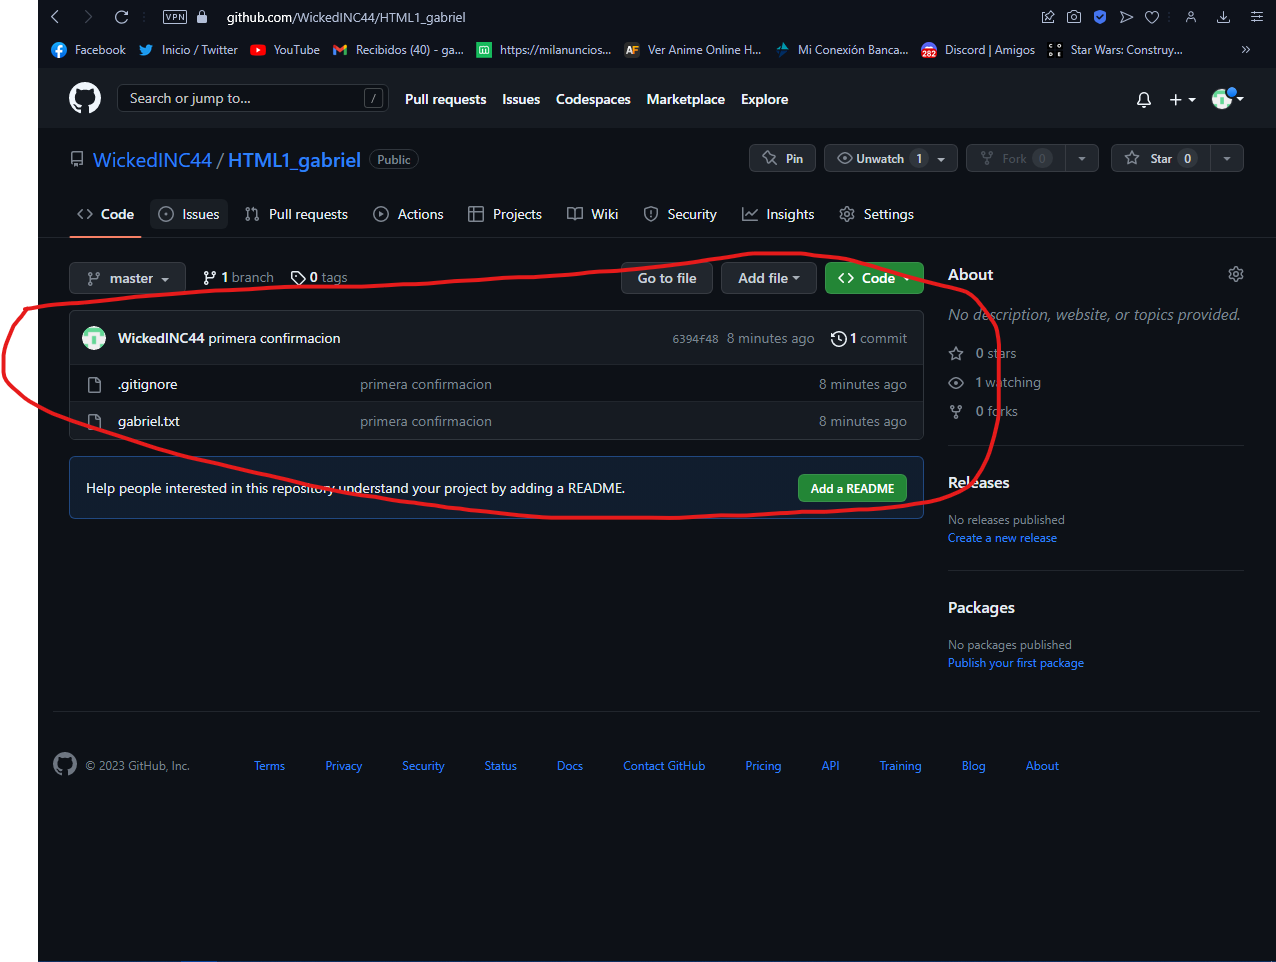 VPN github.com/WickedINC44/HTML1_gabriel
Facebook Inicio / Twitter YouTube Recibidos (40) - ga... https://milanuncios... AF Ver Anime Online H... Mi Conexión Banca... 282 Discord | Amigos CODE Star Wars: Construy... »
Search or jump to... / Pull requests Issues Codespaces Marketplace Explore
WickedINC44 / HTML1_gabriel Public Pin Unwatch 1 Fork 0 Star 0
<> Code Issues Pull requests Actions Projects Wiki Security Insights Settings
master 1 branch 0 tags Go to file Add file <> Code
WickedINC44 primera confirmacion 6394f48 8 minutes ago 1 commit
.gitignore primera confirmacion 8 minutes ago
gabriel.txt primera confirmacion 8 minutes ago
Help people interested in this repository understand your project by adding a README. Add a README
About
No description, website, or topics provided.
0 stars
1 watching
0 forks
Releases
No releases published
Create a new release
Packages
No packages published
Publish your first package
© 2023 GitHub, Inc. Terms Privacy Security Status Docs Contact GitHub Pricing API Training Blog About